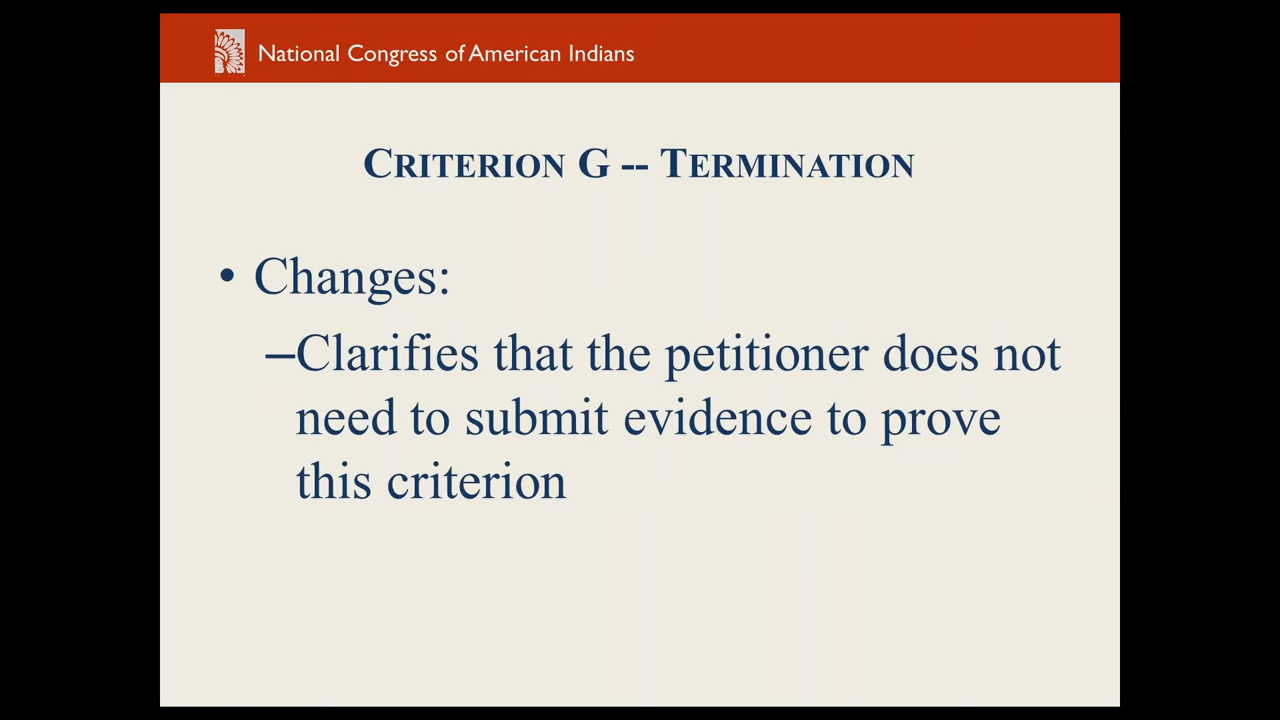 National Congress of American Indians
CRITERION G -- TERMINATION
• Changes:
–Clarifies that the petitioner does not
need to submit evidence to prove
this criterion